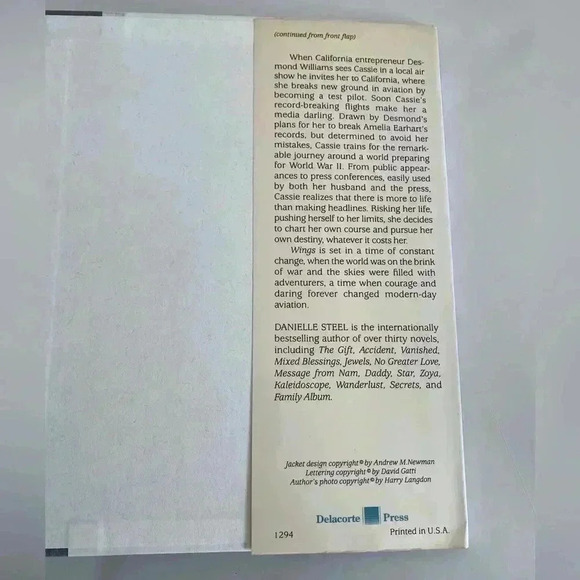 (continued from front flap)
When California entrepreneur Des-
mond Williams sees Cassie in a local air
show he invites her to California, where
she breaks new ground in aviation by
becoming a test pilot. Soon Cassie's
record-breaking flights make her a
media darling. Drawn by Desmond's
plans for her to break Amelia Earhart's
records, but determined to avoid her
mistakes, Cassie trains for the remark-
able journey around a world preparing
for World War II. From public appear-
ances to press conferences, easily used
by both her husband and the press,
Cassie realizes that there is more to life
than making headlines. Risking her life,
pushing herself to her limits, she decides
to chart her own course and pursue her
own destiny, whatever it costs her.
Wings is set in a time of constant
change, when the world was on the brink
of war and the skies were filled with
adventurers, a time when courage and
daring forever changed modern-day
aviation.
DANIELLE STEEL is the internationally
bestselling author of over thirty novels,
including The Gift, Accident, Vanished,
Mixed Blessings, Jewels, No Greater Love,
Message from Nam, Daddy, Star, Zoya,
Kaleidoscope, Wanderlust, Secrets, and
Family Album.
Jacket design copyright © by Andrew M. Newman
Lettering copyright © by David Gatti
Author's photo copyright © by Harry Langdon
Delacorte Press
1294 Printed in U.S.A.